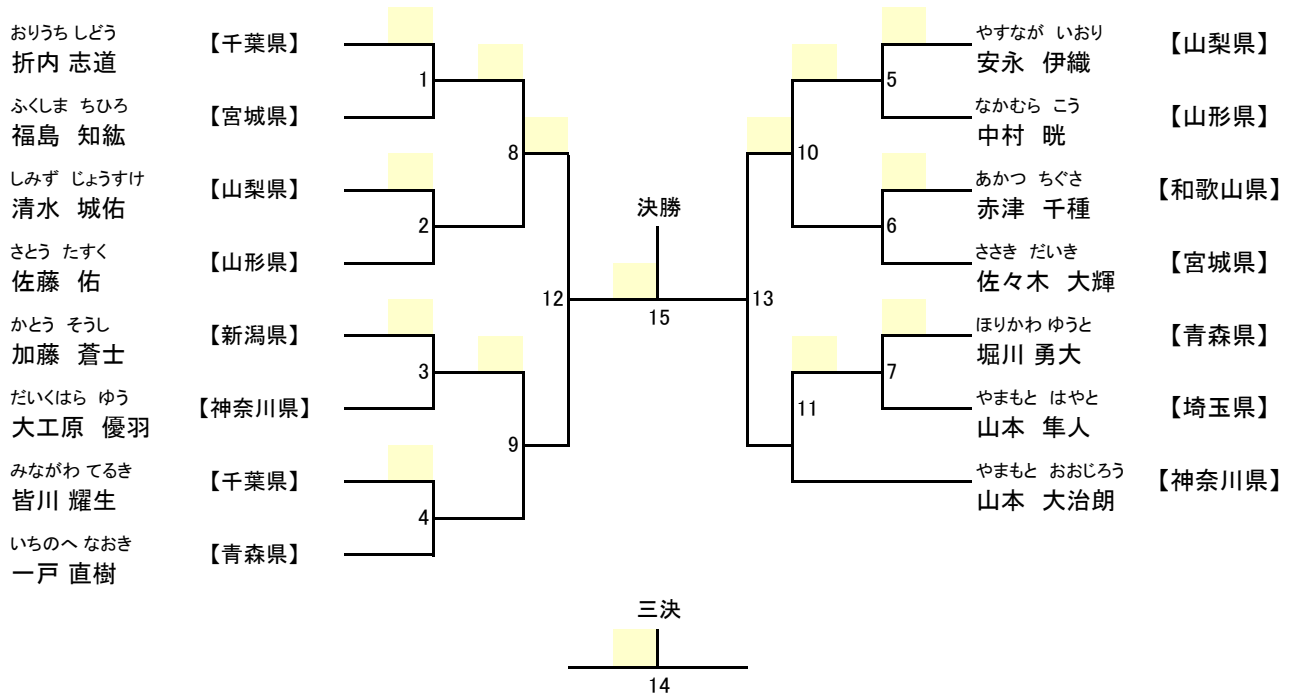 おりうち しどう
折内 志道
【千葉県】
ふくしま ちひろ
福島 知紘
【宮城県】
しみず じょうすけ
清水 城佑
【山梨県】
さとう たすく
佐藤 佑
【山形県】
かとう そうし
加藤 蒼士
【新潟県】
だいくはら ゆう
大工原 優羽
【神奈川県】
みながわ てるき
皆川 耀生
【千葉県】
いちのへ なおき
一戸 直樹
【青森県】
1
2
3
4
8
9
12
決勝
15
13
10
11
5
6
7
やすなが いおり
安永 伊織
【山梨県】
なかむら こう
中村 晄
【山形県】
あかつ ちぐさ
赤津 千種
【和歌山県】
ささき だいき
佐々木 大輝
【宮城県】
ほりかわ ゆうと
堀川 勇大
【青森県】
やまもと はやと
山本 隼人
【埼玉県】
やまもと おおじろう
山本 大治朗
【神奈川県】
三決
14